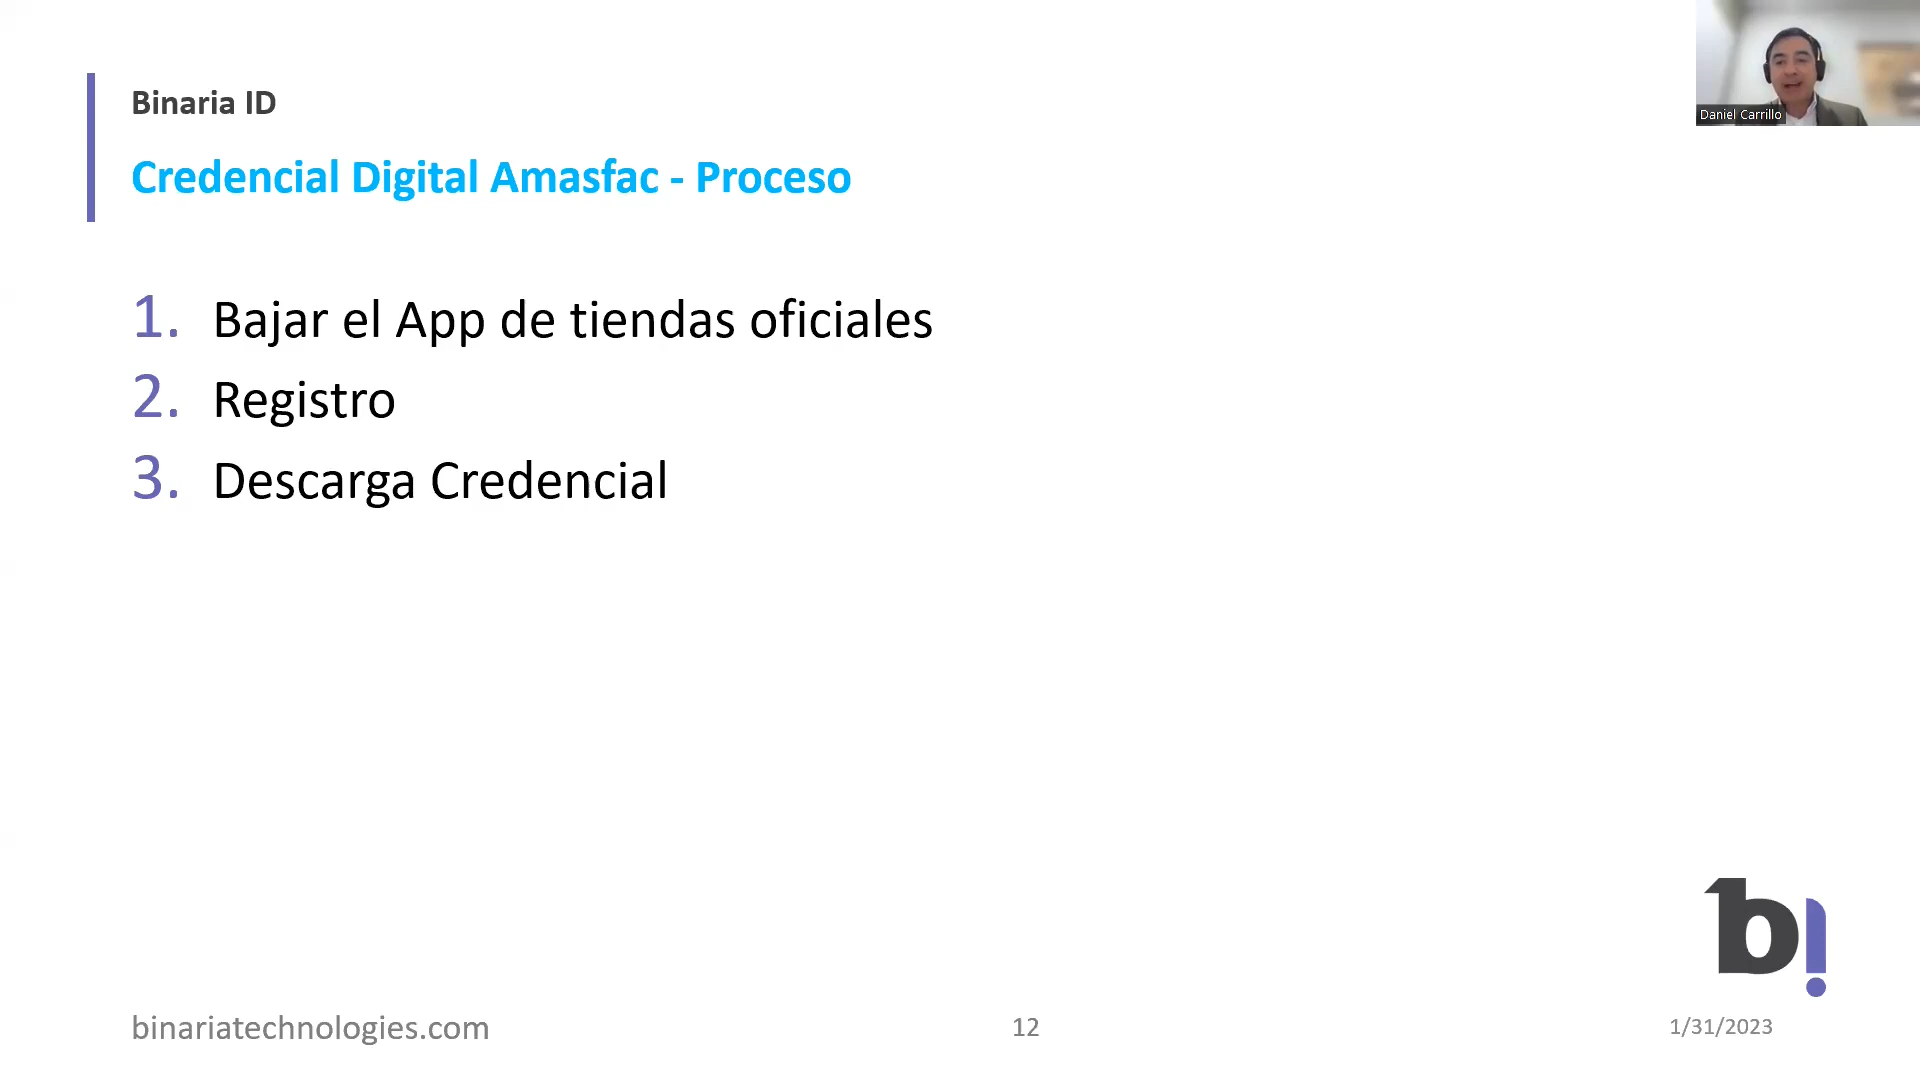 Binaria ID
Daniel Carrillo
Credencial Digital Amasfac - Proceso
1. Bajar el App de tiendas oficiales
2. Registro
3. Descarga Credencial
b!
binariatechnologies.com
12
1/31/2023